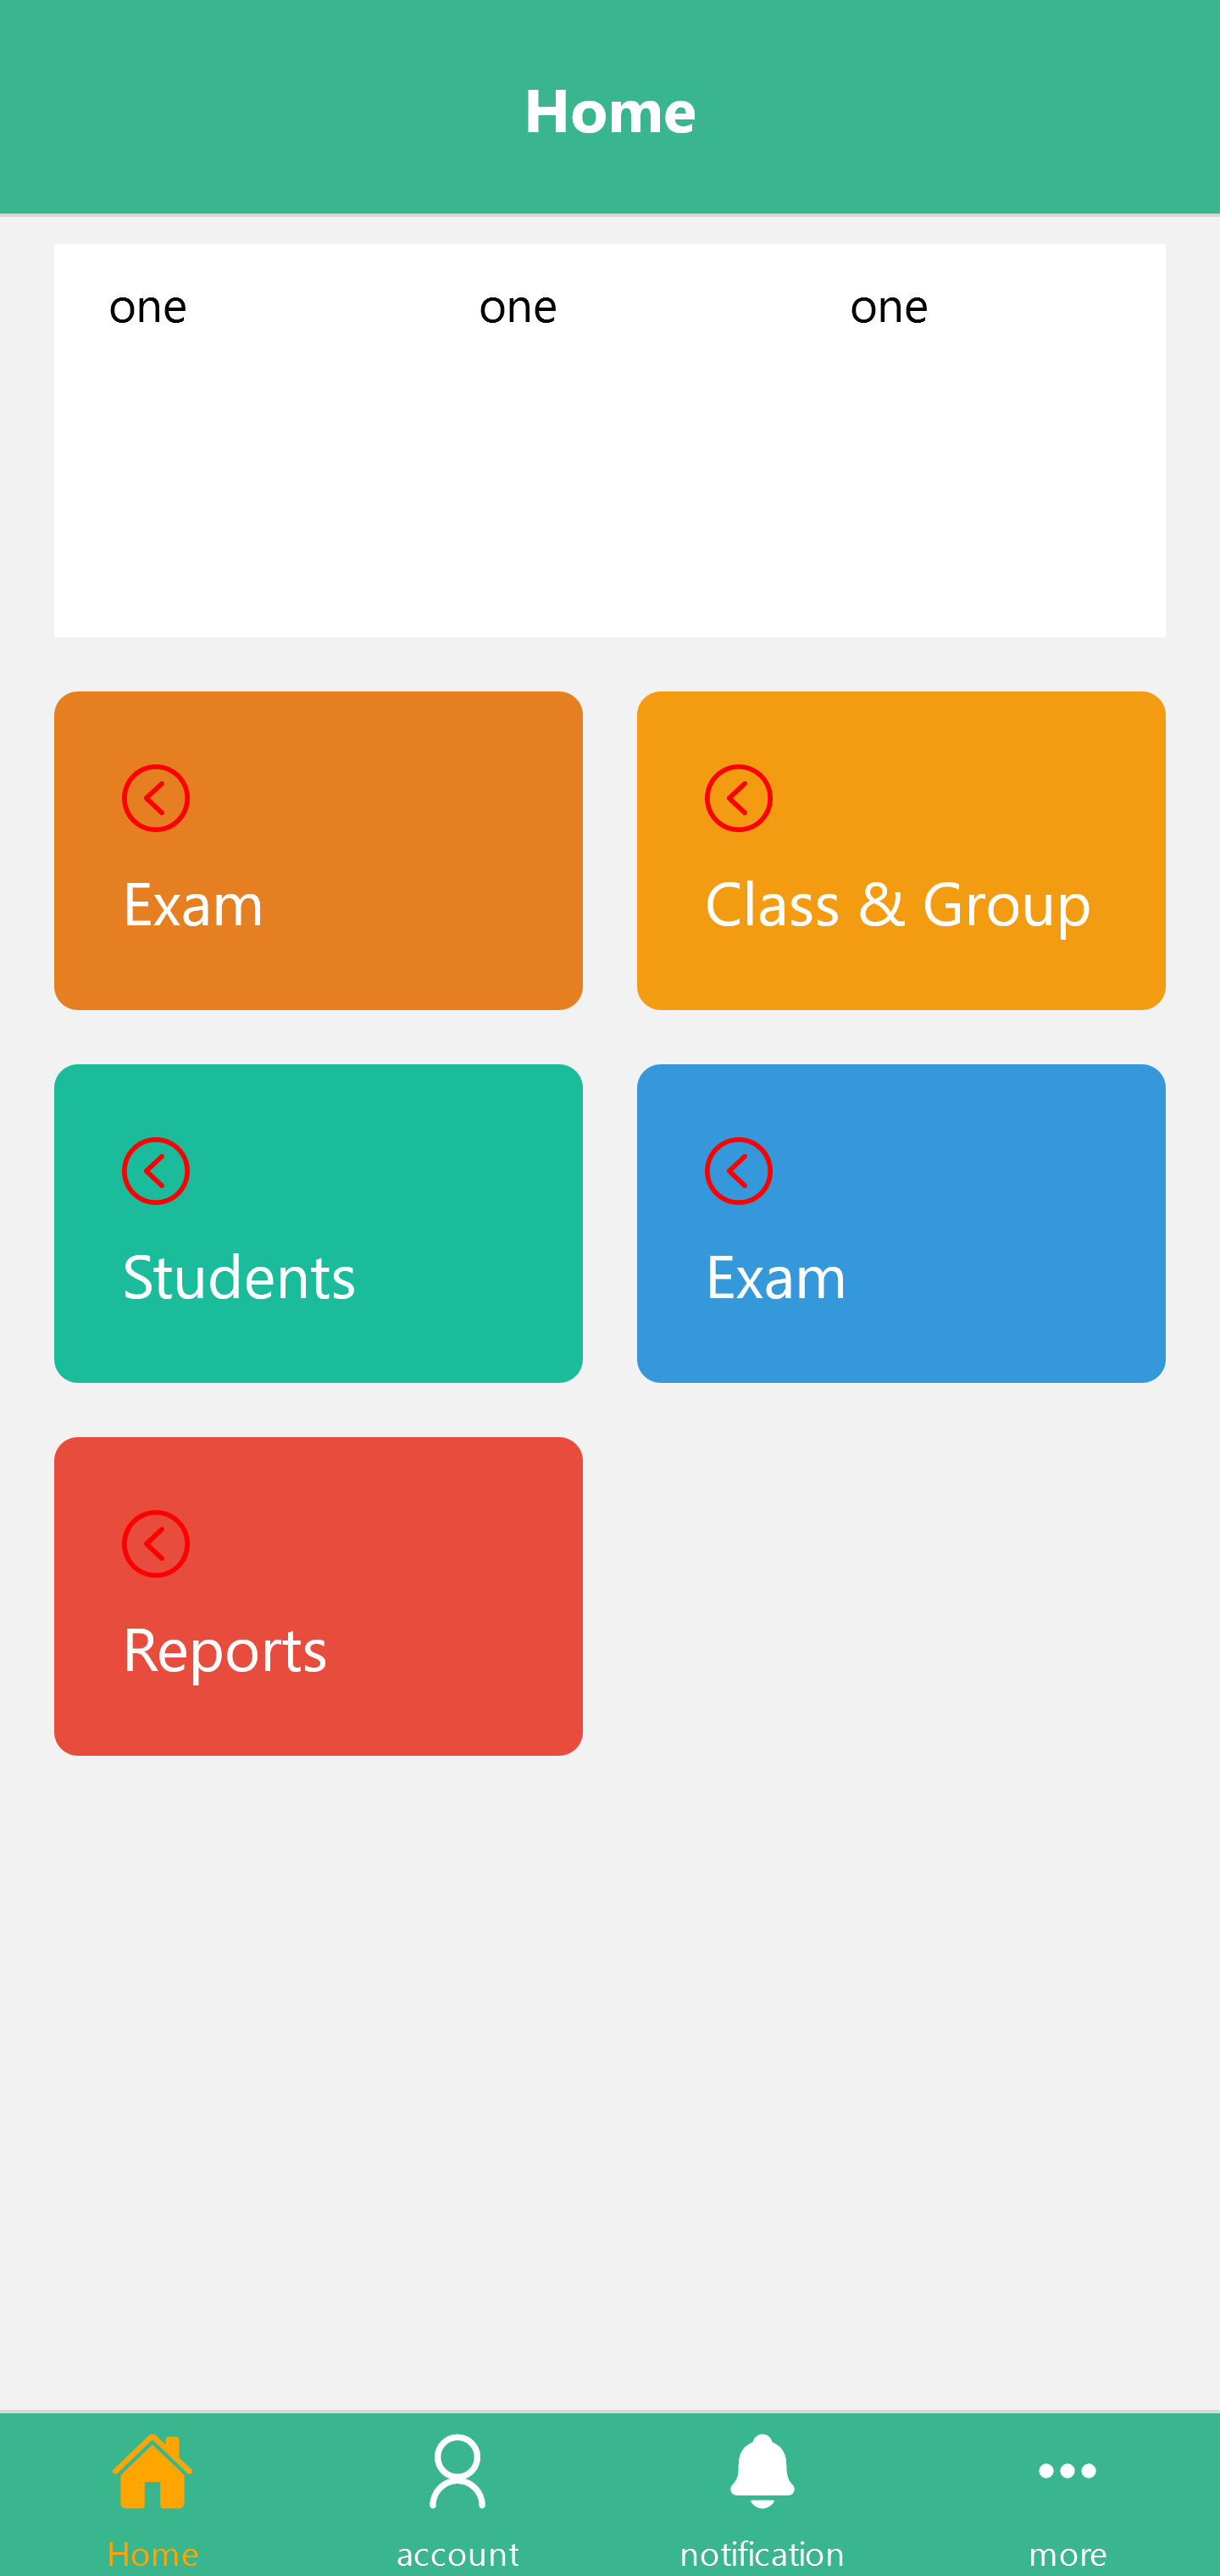 Home
one one one
Exam
Class & Group
Students
Exam
Reports
Home account notification more